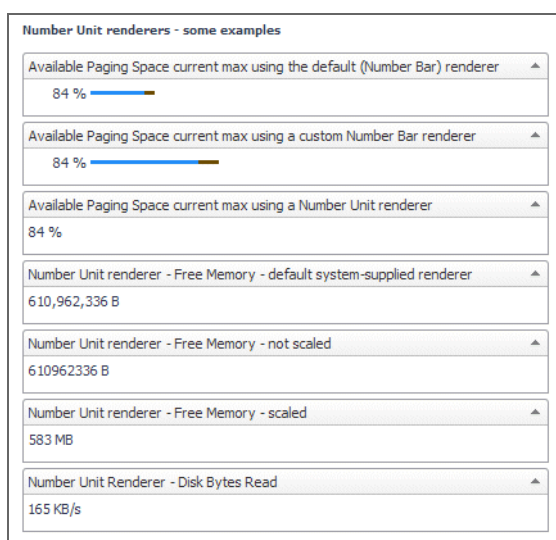 Number Unit renderers - some examples
Available Paging Space current max using the default (Number Bar) renderer
84 %
Available Paging Space current max using a custom Number Bar renderer
84 %
Available Paging Space current max using a Number Unit renderer
84 %
Number Unit renderer - Free Memory - default system-supplied renderer
610,962,336 B
Number Unit renderer - Free Memory - not scaled
610962336 B
Number Unit renderer - Free Memory - scaled
583 MB
Number Unit Renderer - Disk Bytes Read
165 KB/s